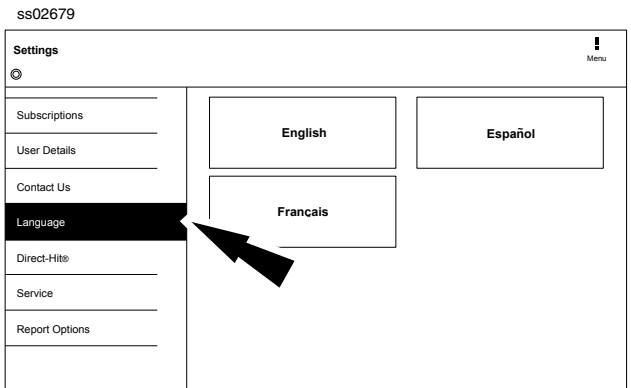 ss02679
Settings
Menu
Subscriptions
User Details
Contact Us
Language
Direct-Hit®
Service
Report Options
English
Español
Français